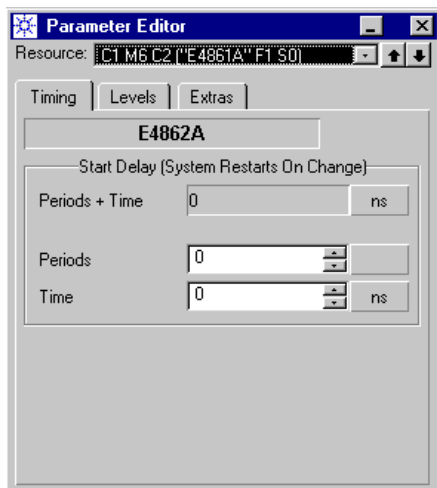 Parameter Editor
Resource: C1 M6 C2 ("E4861A" F1 S0)
Timing Levels Extras
E4862A
Start Delay (System Restarts On Change)
Periods + Time 0 ns
Periods 0
Time 0 ns